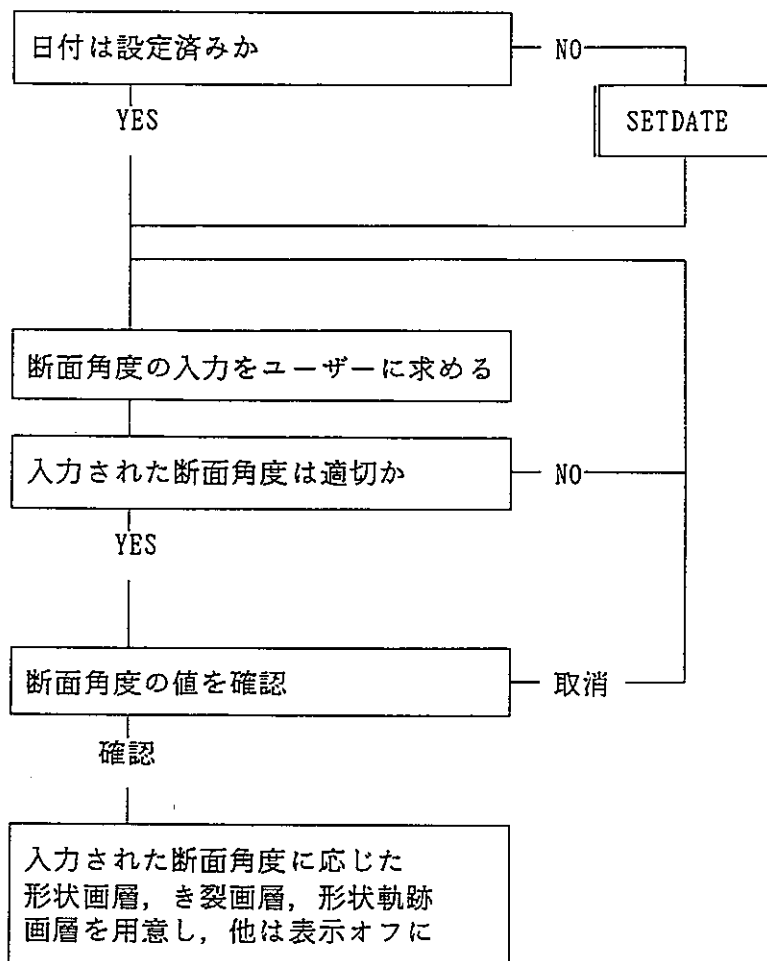 日付は設定済みか
NO
YES
SETDATE
断面角度の入力をユーザーに求める
入力された断面角度は適切か
NO
YES
断面角度の値を確認
取消
確認
入力された断面角度に応じた
形状画層，き裂画層，形状軌跡
画層を用意し，他は表示オフに